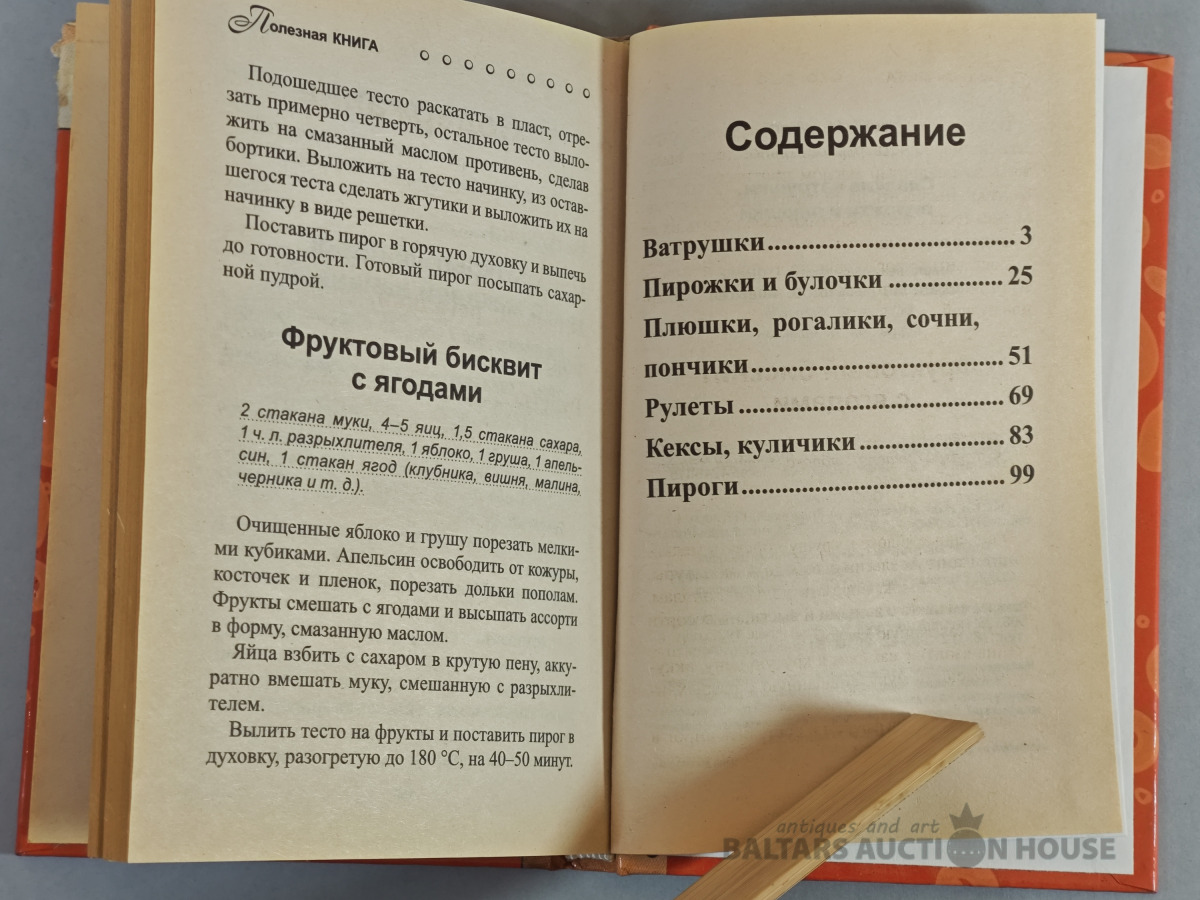 Полезная КНИГА
Подошедшее тесто раскатать в пласт, отре-
зать примерно четверть, остальное тесто выло-
жить на смазанный маслом противень, сделав
бортики. Выложить на тесто начинку, из остав-
шегося теста сделать жгутики и выложить их на
начинку в виде решетки.
Поставить пирог в горячую духовку и выпечь
до готовности. Готовый пирог посыпать сахар-
ной пудрой.
Фруктовый бисквит
с ягодами
2 стакана муки, 4–5 яиц, 1,5 стакана сахара,
1 ч. л. разрыхлителя, 1 яблоко, 1 груша, 1 апель-
син, 1 стакан ягод (клубника, вишня, малина,
черника и т. д.).
Очищенные яблоко и грушу порезать мелки-
ми кубиками. Апельсин освободить от кожуры,
косточек и пленок, порезать дольки пополам.
Фрукты смешать с ягодами и высыпать ассорти
в форму, смазанную маслом.
Яйца взбить с сахаром в крутую пену, акку-
ратно вмешать муку, смешанную с разрыхли-
телем.
Вылить тесто на фрукты и поставить пирог в
духовку, разогретую до 180 °С, на 40–50 минут.
Содержание
Ватрушки..................................... 3
Пирожки и булочки ................. 25
Плюшки, рогалики, сочни,
пончики...................................... 51
Рулеты ........................................ 69
Кексы, куличики ...................... 83
Пироги........................................ 99
antiques and art
BALTARS AUCTION HOUSE